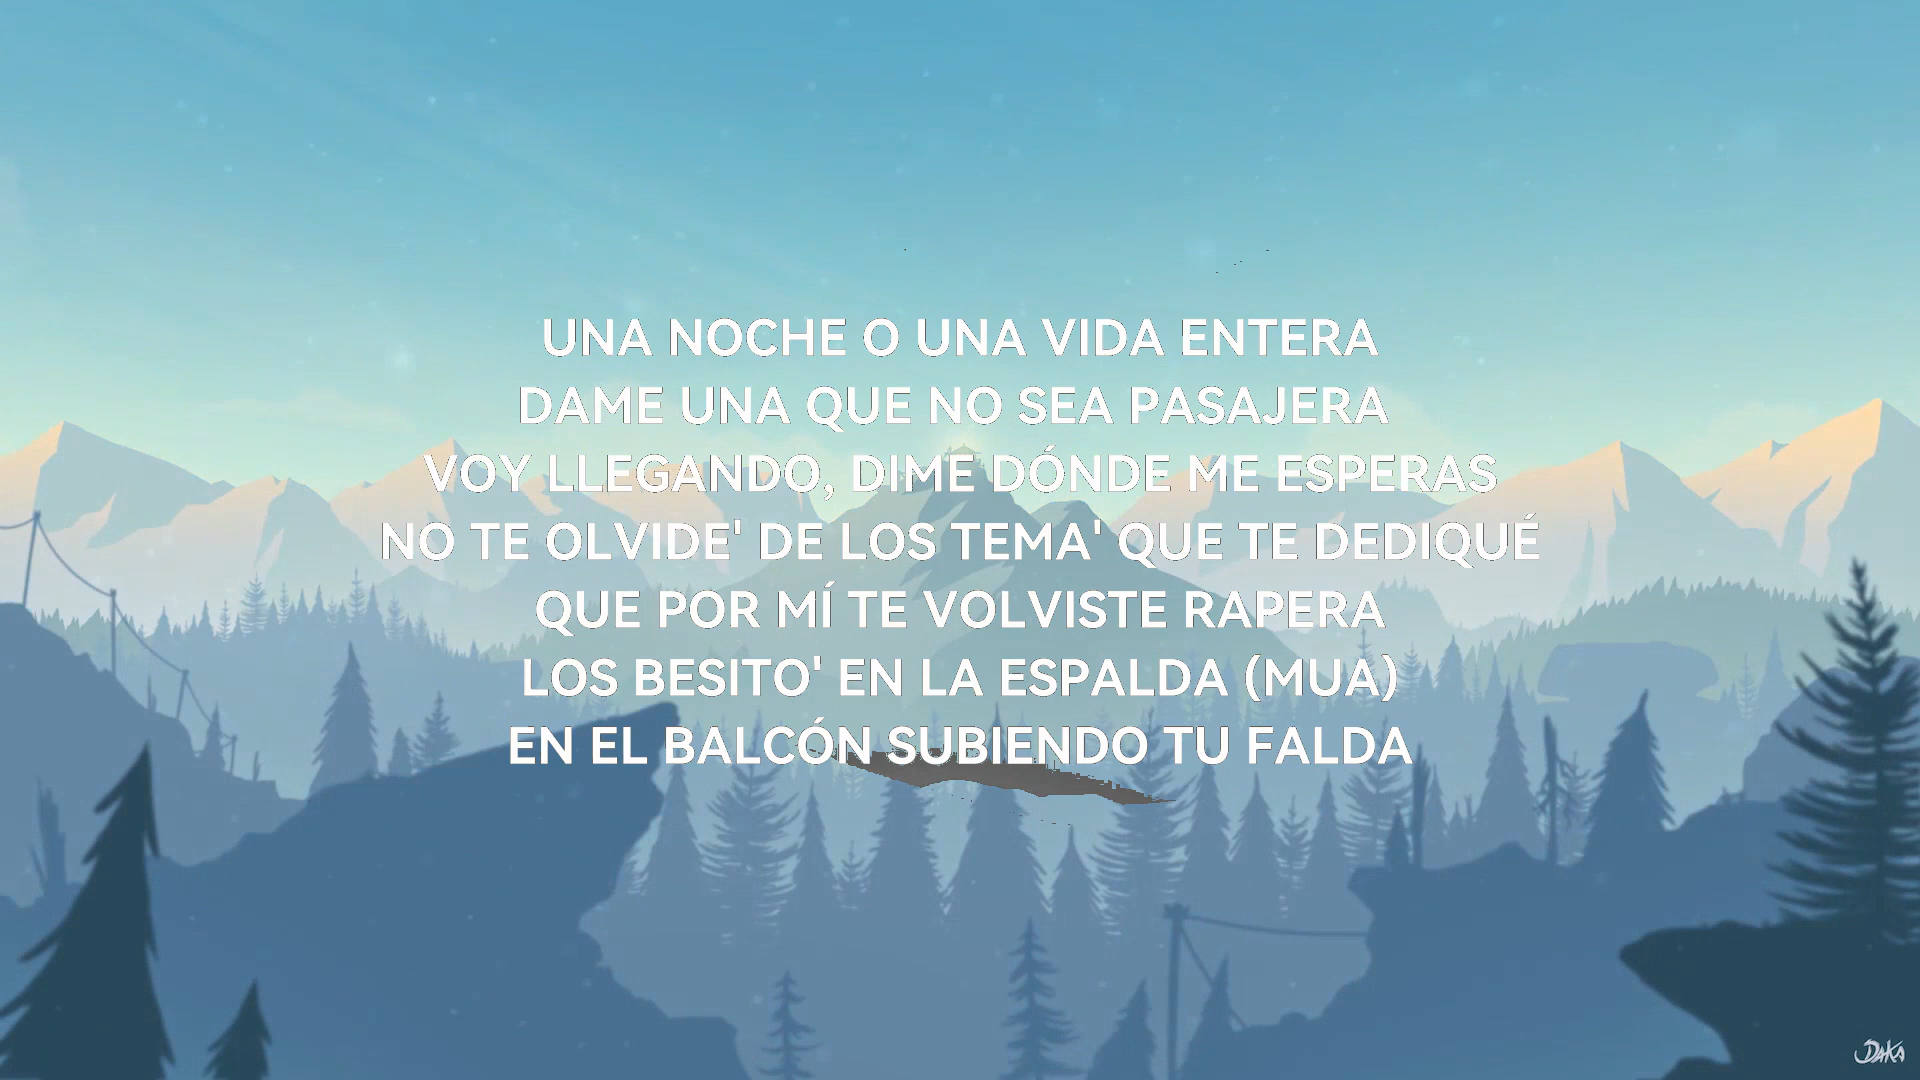 UNA NOCHE O UNA VIDA ENTERA
DAME UNA QUE NO SEA PASAJERA
VOY LLEGANDO, DIME DÓNDE ME ESPERAS
NO TE OLVIDE' DE LOS TEMA' QUE TE DEDIQUÉ
QUE POR MÍ TE VOLVISTE RAPERA
LOS BESITO' EN LA ESPALDA (MUA)
EN EL BALCÓN SUBIENDO TU FALDA
DAKA